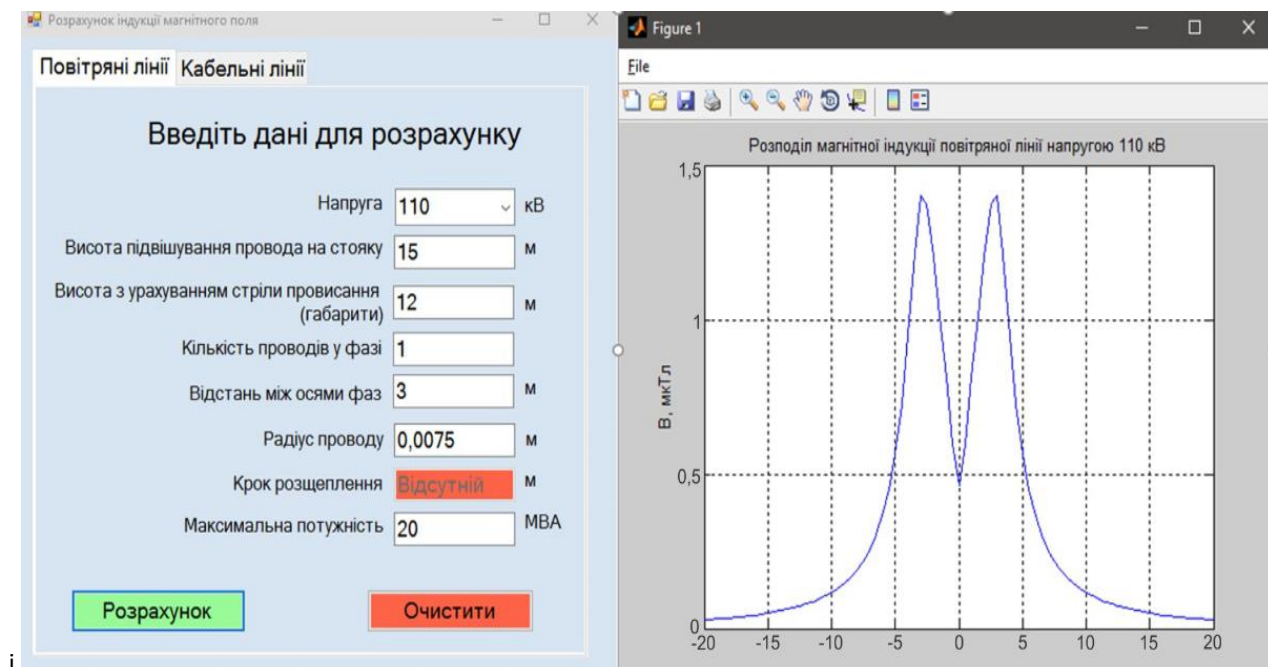 Розрахунок індукції магнітного поля
Повітряні лінії Кабельні лінії
Введіть дані для розрахунку
Напруга 110 кВ
Висота підвішування провода на стояку 15 м
Висота з урахуванням стріли провисання
(габарити) 12 м
Кількість проводів у фазі 1
Відстань між осями фаз 3 м
Радіус проводу 0,0075 м
Крок розщеплення Відсутній м
Максимальна потужність 20 МВА
Розрахунок Очистити
i
Figure 1
File
Розподіл магнітної індукції повітряної лінії напругою 110 кВ
В, мкТл
1,5
1
0,5
0
-20 -15 -10 -5 0 5 10 15 20